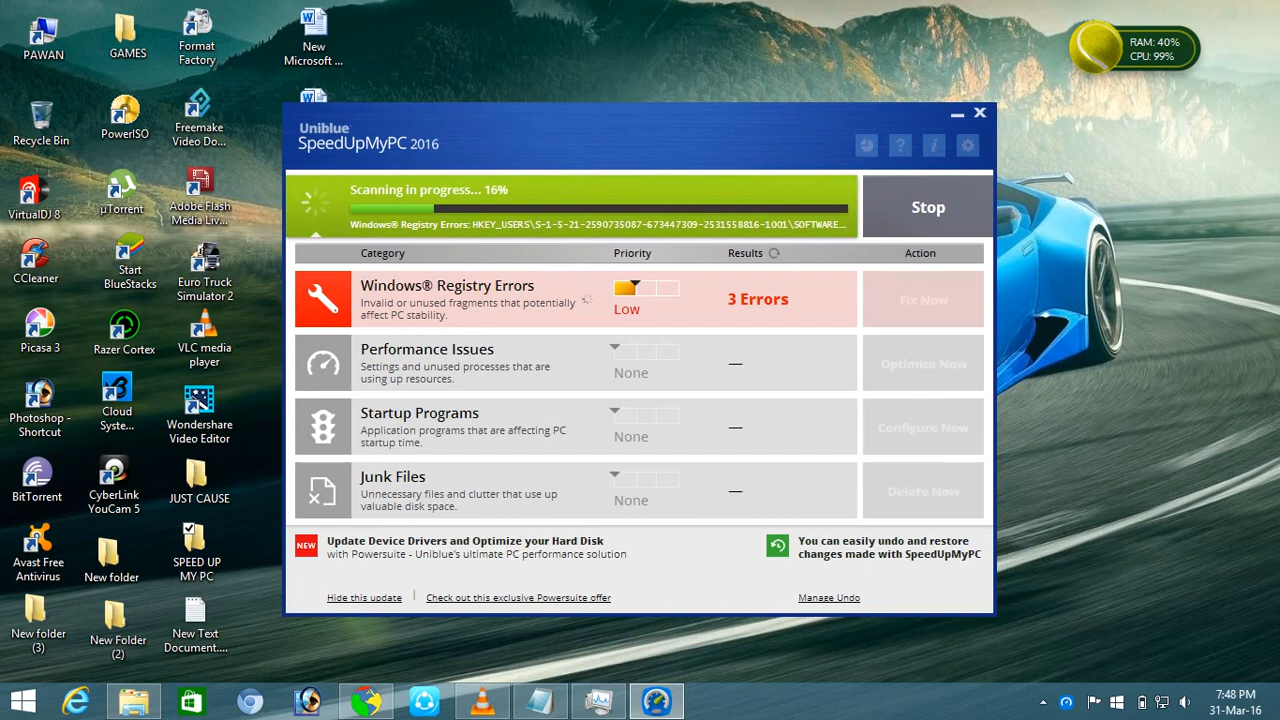 PAWAN
GAMES
Format
Factory
New
Microsoft ...
RAM: 40%
CPU: 99%
Recycle Bin
PowerISO
Freemake
Video Do...
VirtualDJ 8
µTorrent
Adobe Flash
Media Liv...
CCleaner
Start
BlueStacks
Euro Truck
Simulator 2
Picasa 3
Razer Cortex
VLC media
player
Photoshop -
Shortcut
Cloud
Syste...
Wondershare
Video Editor
BitTorrent
CyberLink
YouCam 5
JUST CAUSE
Avast Free
Antivirus
New folder
SPEED UP
MY PC
New folder
(3)
New Folder
(2)
New Text
Document....
Uniblue
SpeedUpMyPC 2016
Scanning in progress... 16%
Windows® Registry Errors: HKEY_USERS\S-1-5-21-2590735087-673447309-2531558816-1001\SOFTWARE...
Stop
Category Priority Results Action
Windows® Registry Errors
Invalid or unused fragments that potentially
affect PC stability.
Low
3 Errors
Fix Now
Performance Issues
Settings and unused processes that are
using up resources.
None
—
Optimize Now
Startup Programs
Application programs that are affecting PC
startup time.
None
—
Configure Now
Junk Files
Unnecessary files and clutter that use up
valuable disk space.
None
—
Delete Now
NEW
Update Device Drivers and Optimize your Hard Disk
with Powersuite - Uniblue's ultimate PC performance solution
You can easily undo and restore
changes made with SpeedUpMyPC
Hide this update
Check out this exclusive Powersuite offer
Manage Undo
7:48 PM
31-Mar-16